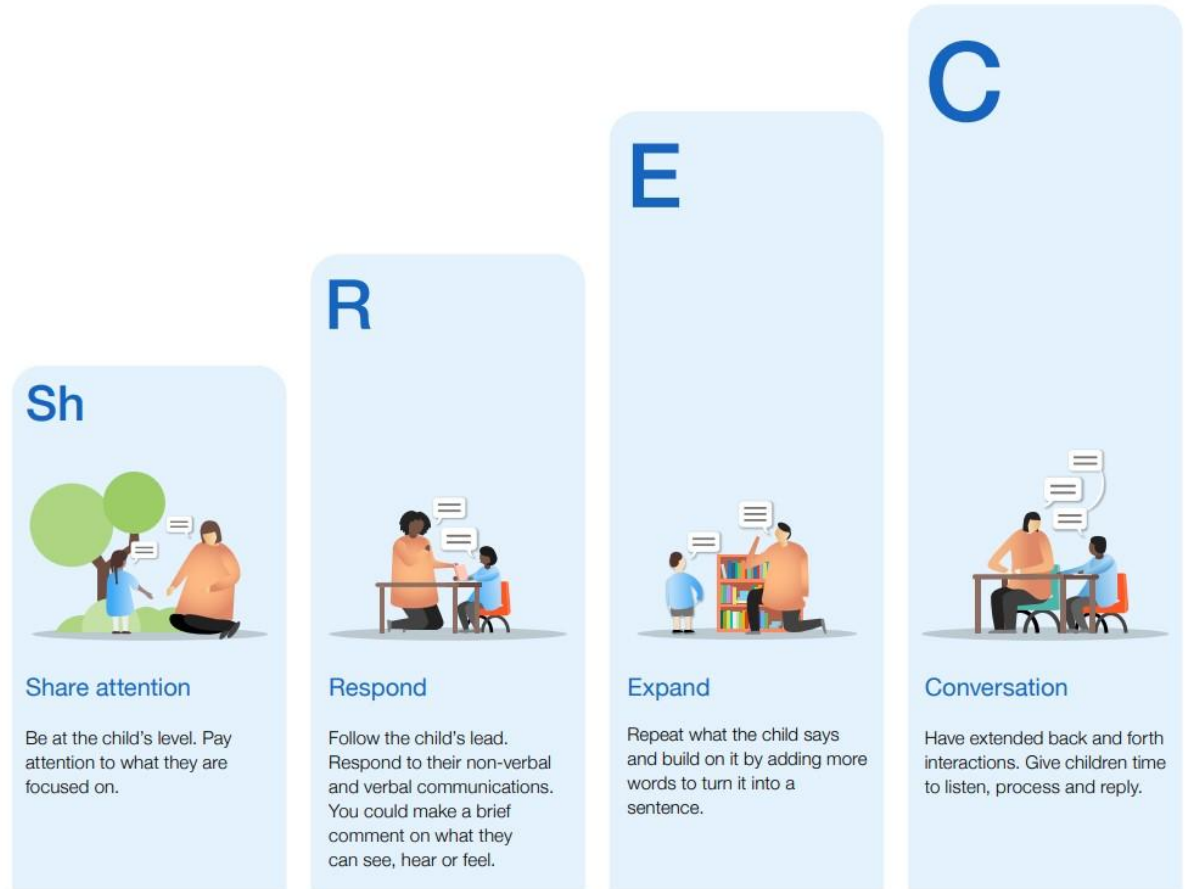 Sh
Share attention
Be at the child's level. Pay
attention to what they are
focused on.
R
Respond
Follow the child's lead.
Respond to their non-verbal
and verbal communications.
You could make a brief
comment on what they
can see, hear or feel.
E
Expand
Repeat what the child says
and build on it by adding more
words to turn it into a
sentence.
C
Conversation
Have extended back and forth
interactions. Give children time
to listen, process and reply.